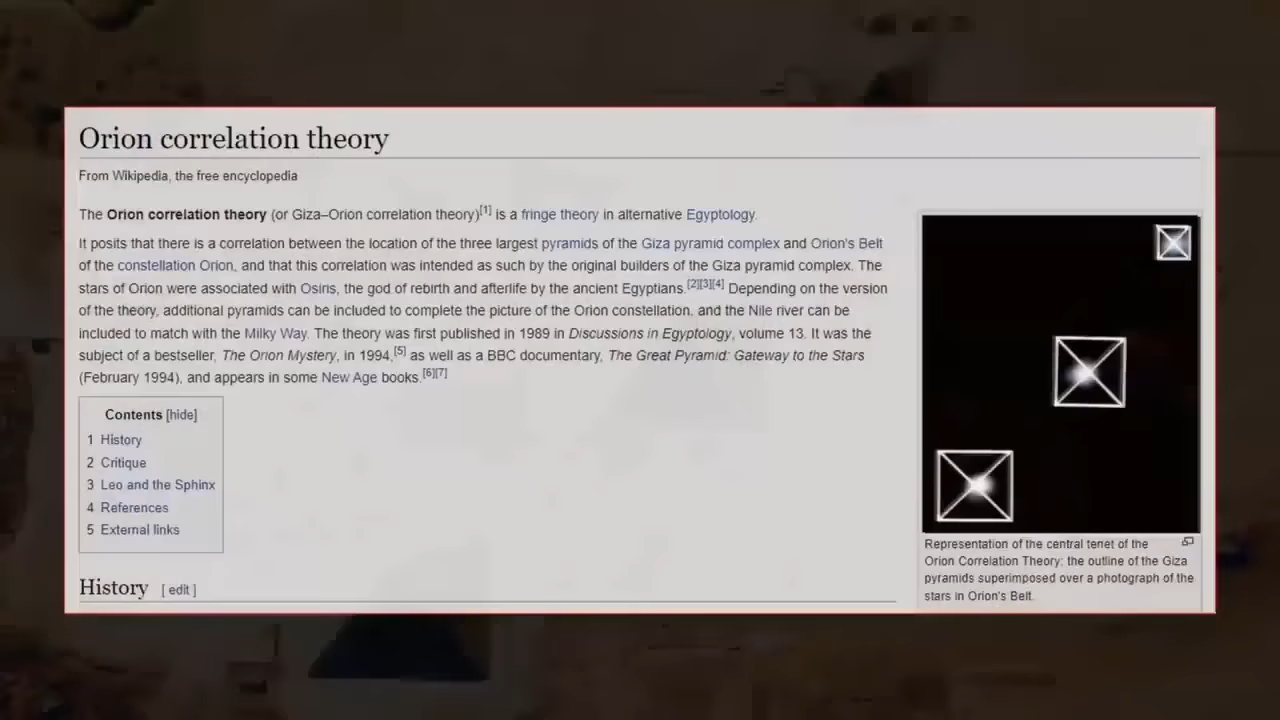 Orion correlation theory
From Wikipedia, the free encyclopedia
The Orion correlation theory (or Giza–Orion correlation theory)[1] is a fringe theory in alternative Egyptology.
It posits that there is a correlation between the location of the three largest pyramids of the Giza pyramid complex and Orion's Belt
of the constellation Orion, and that this correlation was intended as such by the original builders of the Giza pyramid complex. The
stars of Orion were associated with Osiris, the god of rebirth and afterlife by the ancient Egyptians.[2][3][4] Depending on the version
of the theory, additional pyramids can be included to complete the picture of the Orion constellation, and the Nile river can be
included to match with the Milky Way. The theory was first published in 1989 in Discussions in Egyptology, volume 13. It was the
subject of a bestseller, The Orion Mystery, in 1994,[5] as well as a BBC documentary, The Great Pyramid: Gateway to the Stars
(February 1994), and appears in some New Age books.[6][7]
Contents [hide]
1 History
2 Critique
3 Leo and the Sphinx
4 References
5 External links
History [ edit ]
Representation of the central tenet of the
Orion Correlation Theory: the outline of the Giza
pyramids superimposed over a photograph of the
stars in Orion's Belt.